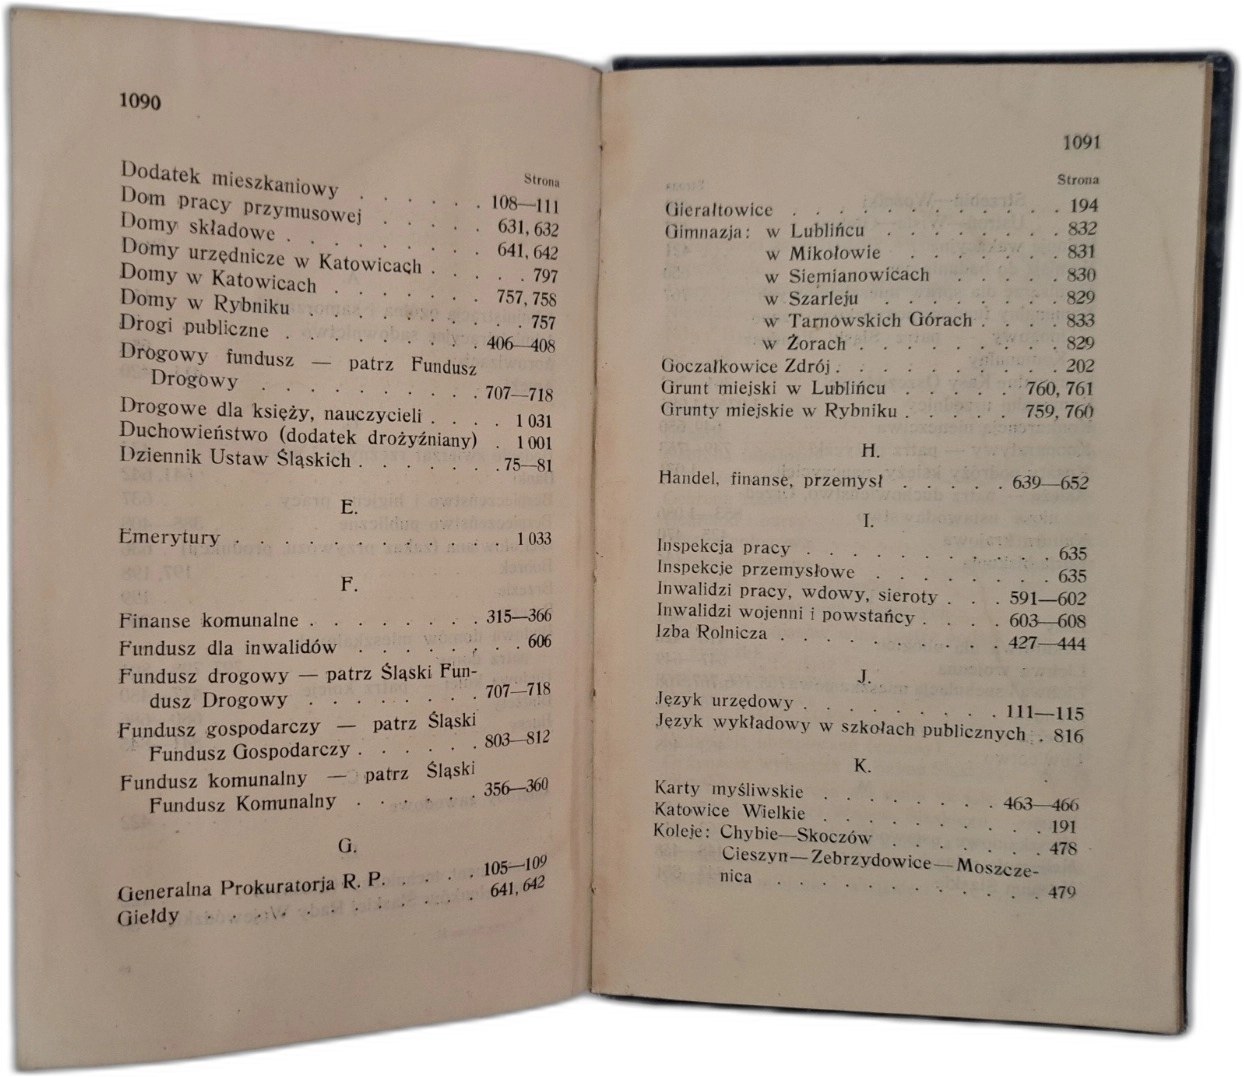 1090
Strona
Dodatek mieszkaniowy . . . . . . 108—111
Dom pracy przymusowej . . . . . 631, 632
Domy składowe . . . . . . . . 641, 642
Domy urzędnicze w Katowicach . . . . . 797
Domy w Katowicach . . . . . . . 757, 758
Domy w Rybniku . . . . . . . . . 757
Drogi publiczne . . . . . . . . 406—408
Drogowy fundusz — patrz Fundusz
Drogowy . . . . . . . . . 707—718
Drogowe dla księży, nauczycieli . . . . 1 031
Duchowieństwo (dodatek drożyźniany) . 1 001
Dziennik Ustaw Śląskich . . . . . . . 75—81
E.
Emerytury . . . . . . . . . . . . 1 033
F.
Finanse komunalne . . . . . . . . 315—366
Fundusz dla inwalidów . . . . . . . . 606
Fundusz drogowy — patrz Śląski Fun-
dusz Drogowy . . . . . . . . 707—718
Fundusz gospodarczy — patrz Śląski
Fundusz Gospodarczy . . . . . . 803—812
Fundusz komunalny — patrz Śląski
Fundusz Komunalny . . . . . . 356—360
G.
Generalna Prokuratorja R. P. . . . . 105—109
Giełdy . . . . . . . . . . . . 641, 642
1091
Strona
Gierałtowice . . . . . . . . . . . . 194
Gimnazja: w Lublińcu . . . . . . . . 832
w Mikołowie . . . . . . . 831
w Siemianowicach . . . . . 830
w Szarleju . . . . . . . . 829
w Tarnowskich Górach . . . . 833
w Żorach . . . . . . . . . 829
Goczałkowice Zdrój . . . . . . . . . . 202
Grunt miejski w Lublińcu . . . . . 760, 761
Grunty miejskie w Rybniku . . . . . 759, 760
H.
Handel, finanse, przemysł . . . . . 639—652
I.
Inspekcja pracy . . . . . . . . . . . 635
Inspekcje przemysłowe . . . . . . . . 635
Inwalidzi pracy, wdowy, sieroty . . . 591—602
Inwalidzi wojenni i powstańcy . . . . 603—608
Izba Rolnicza . . . . . . . . . . 427—444
J.
Język urzędowy . . . . . . . . . 111—115
Język wykładowy w szkołach publicznych . 816
K.
Karty myśliwskie . . . . . . . . 463—466
Katowice Wielkie . . . . . . . . . . 191
Koleje: Chybie—Skoczów . . . . . . . 478
Cieszyn—Zebrzydowice—Moszcze-
nica . . . . . . . . . . . . 479